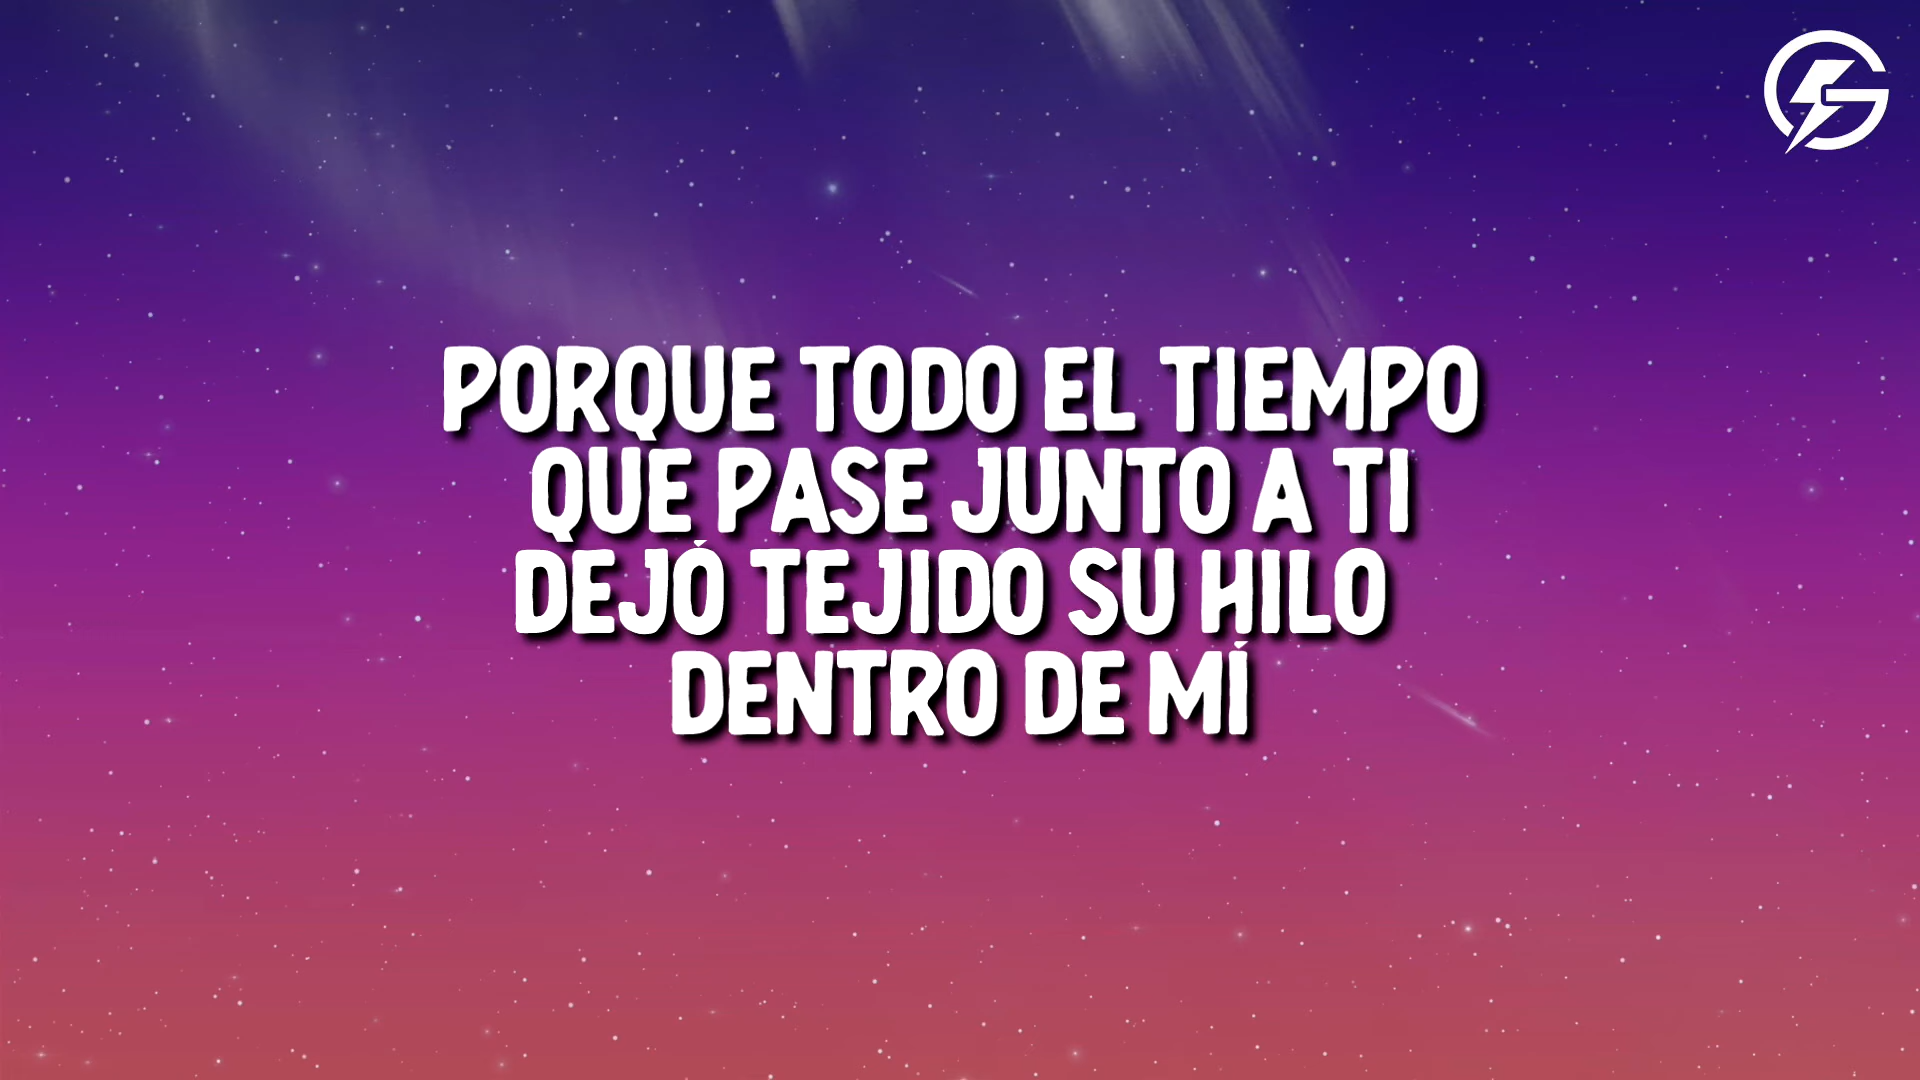 PORQUE TODO EL TIEMPO
QUE PASE JUNTO A TI
DEJÓ TEJIDO SU HILO
DENTRO DE MÍ